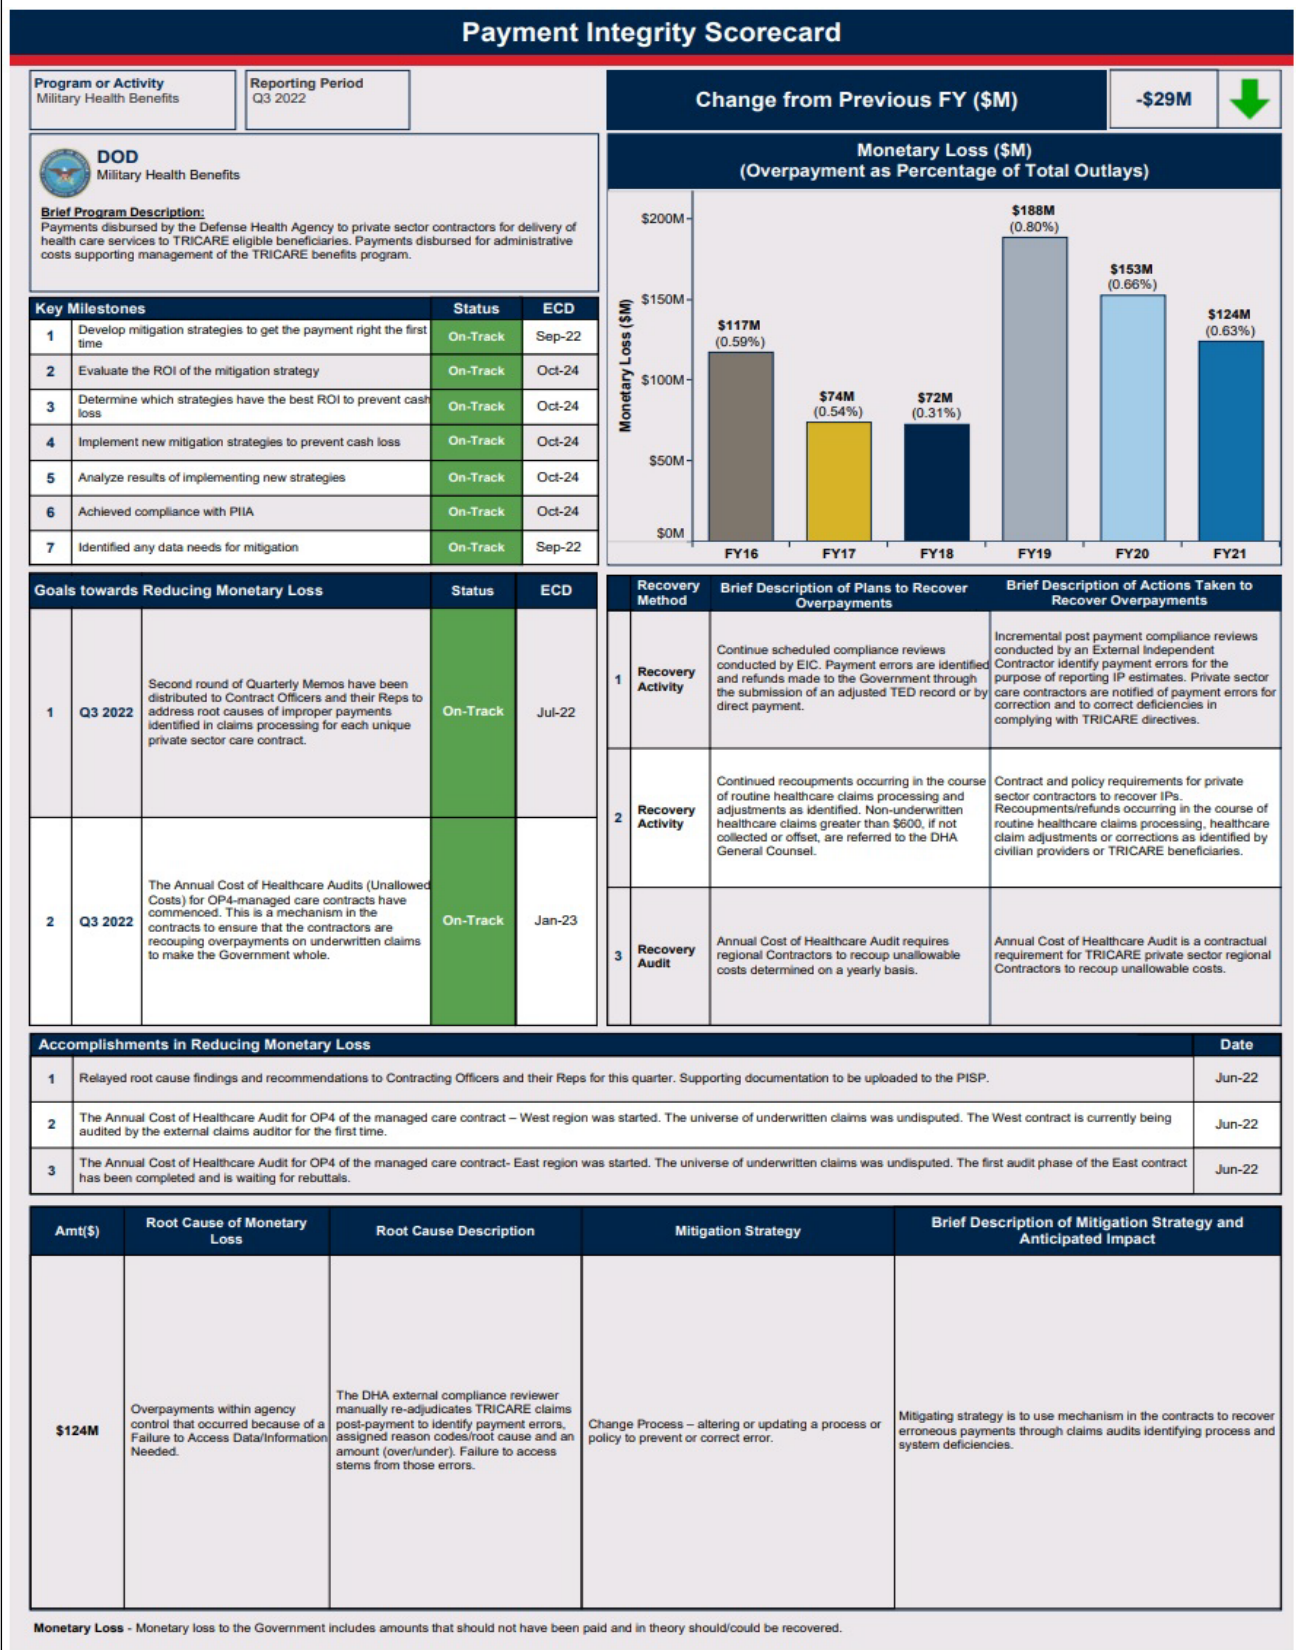 Payment Integrity Scorecard
Program or Activity
Military Health Benefits
Reporting Period
Q3 2022
Change from Previous FY ($M)
-$29M
DOD
Military Health Benefits
Brief Program Description:
Payments disbursed by the Defense Health Agency to private sector contractors for delivery of
health care services to TRICARE eligible beneficiaries. Payments disbursed for administrative
costs supporting management of the TRICARE benefits program.
Key Milestones Status ECD
1 Develop mitigation strategies to get the payment right the first
time On-Track Sep-22
2 Evaluate the ROI of the mitigation strategy On-Track Oct-24
3 Determine which strategies have the best ROI to prevent cash
loss On-Track Oct-24
4 Implement new mitigation strategies to prevent cash loss On-Track Oct-24
5 Analyze results of implementing new strategies On-Track Oct-24
6 Achieved compliance with PIIA On-Track Oct-24
7 Identified any data needs for mitigation On-Track Sep-22
Monetary Loss ($M)
(Overpayment as Percentage of Total Outlays)
Monetary Loss ($M)
$200M
$150M
$100M
$50M
$0M
$117M
(0.59%)
$74M
(0.54%)
$72M
(0.31%)
$188M
(0.80%)
$153M
(0.66%)
$124M
(0.63%)
FY16 FY17 FY18 FY19 FY20 FY21
Goals towards Reducing Monetary Loss Status ECD
1 Q3 2022
Second round of Quarterly Memos have been
distributed to Contract Officers and their Reps to
address root causes of improper payments
identified in claims processing for each unique
private sector care contract.
On-Track Jul-22
2 Q3 2022
The Annual Cost of Healthcare Audits (Unallowed
Costs) for OP4-managed care contracts have
commenced. This is a mechanism in the
contracts to ensure that the contractors are
recouping overpayments on underwritten claims
to make the Government whole.
On-Track Jan-23
Recovery
Method
Brief Description of Plans to Recover
Overpayments
Brief Description of Actions Taken to
Recover Overpayments
1 Recovery
Activity
Continue scheduled compliance reviews
conducted by EIC. Payment errors are identified
and refunds made to the Government through
the submission of an adjusted TED record or by
direct payment.
Incremental post payment compliance reviews
conducted by an External Independent
Contractor identify payment errors for the
purpose of reporting IP estimates. Private sector
care contractors are notified of payment errors for
correction and to correct deficiencies in
complying with TRICARE directives.
2 Recovery
Activity
Continued recoupments occurring in the course
of routine healthcare claims processing and
adjustments as identified. Non-underwritten
healthcare claims greater than $600, if not
collected or offset, are referred to the DHA
General Counsel.
Contract and policy requirements for private
sector contractors to recover IPs.
Recoupments/refunds occurring in the course of
routine healthcare claims processing, healthcare
claim adjustments or corrections as identified by
civilian providers or TRICARE beneficiaries.
3 Recovery
Audit
Annual Cost of Healthcare Audit requires
regional Contractors to recoup unallowable
costs determined on a yearly basis.
Annual Cost of Healthcare Audit is a contractual
requirement for TRICARE private sector regional
Contractors to recoup unallowable costs.
Accomplishments in Reducing Monetary Loss Date
1 Relayed root cause findings and recommendations to Contracting Officers and their Reps for this quarter. Supporting documentation to be uploaded to the PISP. Jun-22
2 The Annual Cost of Healthcare Audit for OP4 of the managed care contract – West region was started. The universe of underwritten claims was undisputed. The West contract is currently being
audited by the external claims auditor for the first time. Jun-22
3 The Annual Cost of Healthcare Audit for OP4 of the managed care contract- East region was started. The universe of underwritten claims was undisputed. The first audit phase of the East contract
has been completed and is waiting for rebuttals. Jun-22
Amt($)
Root Cause of Monetary
Loss
Root Cause Description
Mitigation Strategy
Brief Description of Mitigation Strategy and
Anticipated Impact
$124M
Overpayments within agency
control that occurred because of a
Failure to Access Data/Information
Needed.
The DHA external compliance reviewer
manually re-adjudicates TRICARE claims
post-payment to identify payment errors,
assigned reason codes/root cause and an
amount (over/under). Failure to access
stems from those errors.
Change Process – altering or updating a process or
policy to prevent or correct error.
Mitigating strategy is to use mechanism in the contracts to recover
erroneous payments through claims audits identifying process and
system deficiencies.
Monetary Loss - Monetary loss to the Government includes amounts that should not have been paid and in theory should/could be recovered.